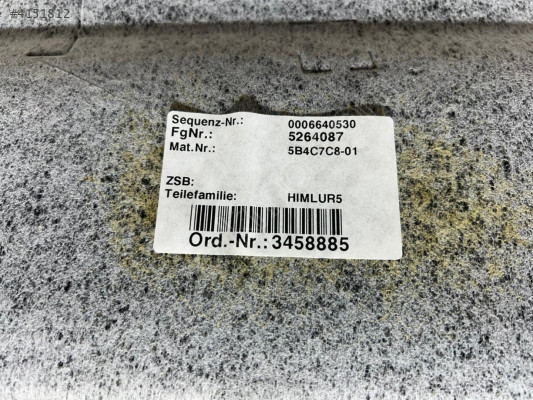 #4151812
Sequenz-Nr.: 0006640530
FgNr.: 5264087
Mat.Nr.: 5B4C7C8-01
ZSB:
Teilefamilie: HIMLUR5
Ord.-Nr.: 3458885